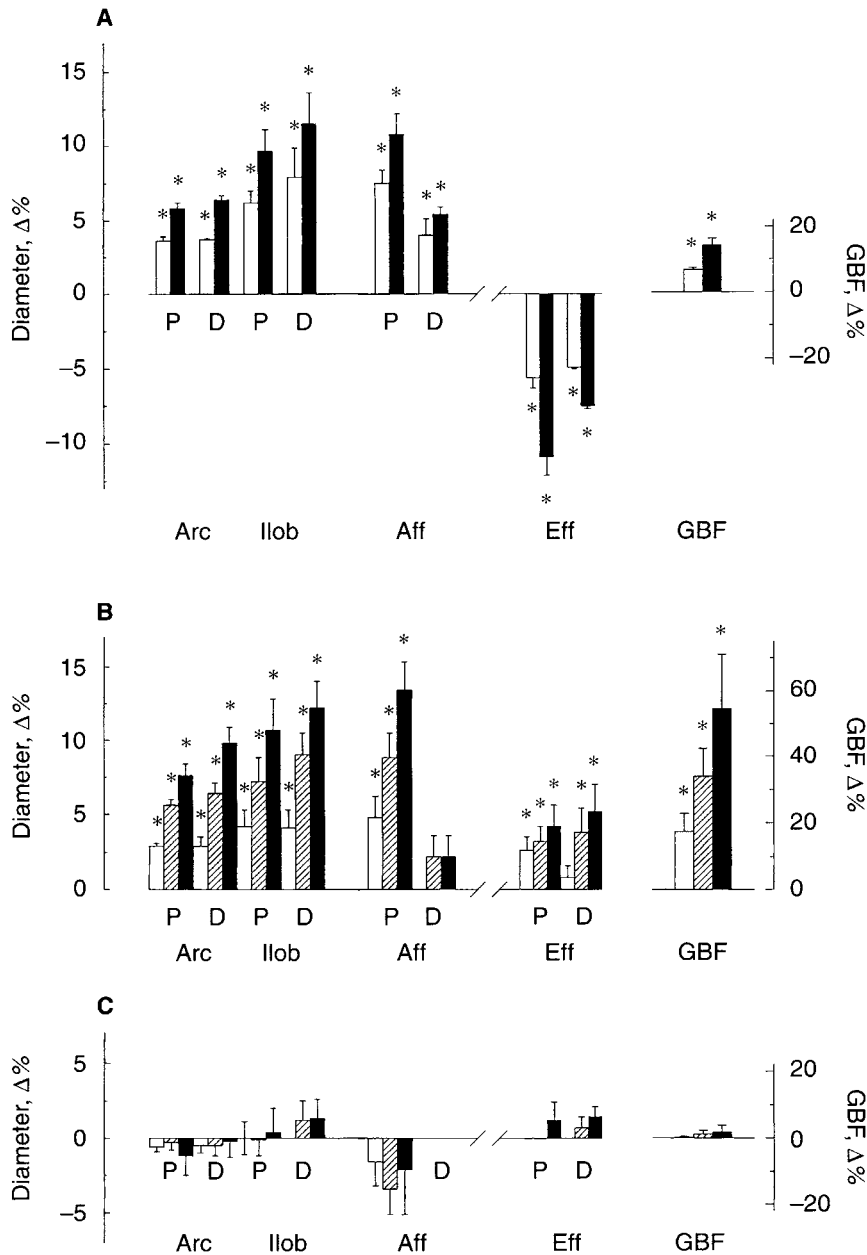 A
15
10
5
0
−5
−10
Diameter, Δ%
20
0
−20
GBF, Δ%
P D P D P D
Arc Ilob Aff Eff GBF
B
15
10
5
0
Diameter, Δ%
60
40
20
0
GBF, Δ%
P D P D P D P D
Arc Ilob Aff Eff GBF
C
5
0
−5
Diameter, Δ%
20
0
−20
GBF, Δ%
P D P D D P D
Arc Ilob Aff Eff GBF